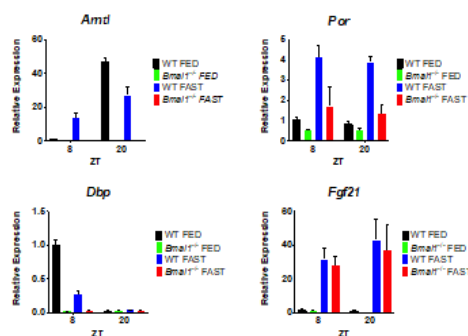 Arntl
Relative Expression
60
40
20
0
8
20
ZT
WT FED
Bmal1⁻/⁻ FED
WT FAST
Bmal1⁻/⁻ FAST
Por
Relative Expression
5
4
3
2
1
0
8
20
ZT
WT FED
Bmal1⁻/⁻ FED
WT FAST
Bmal1⁻/⁻ FAST
Dbp
Relative Expression
1.5
1.0
0.5
0.0
8
20
ZT
WT FED
Bmal1⁻/⁻ FED
WT FAST
Bmal1⁻/⁻ FAST
Fgf21
Relative Expression
60
40
20
0
8
20
ZT
WT FED
Bmal1⁻/⁻ FED
WT FAST
Bmal1⁻/⁻ FAST